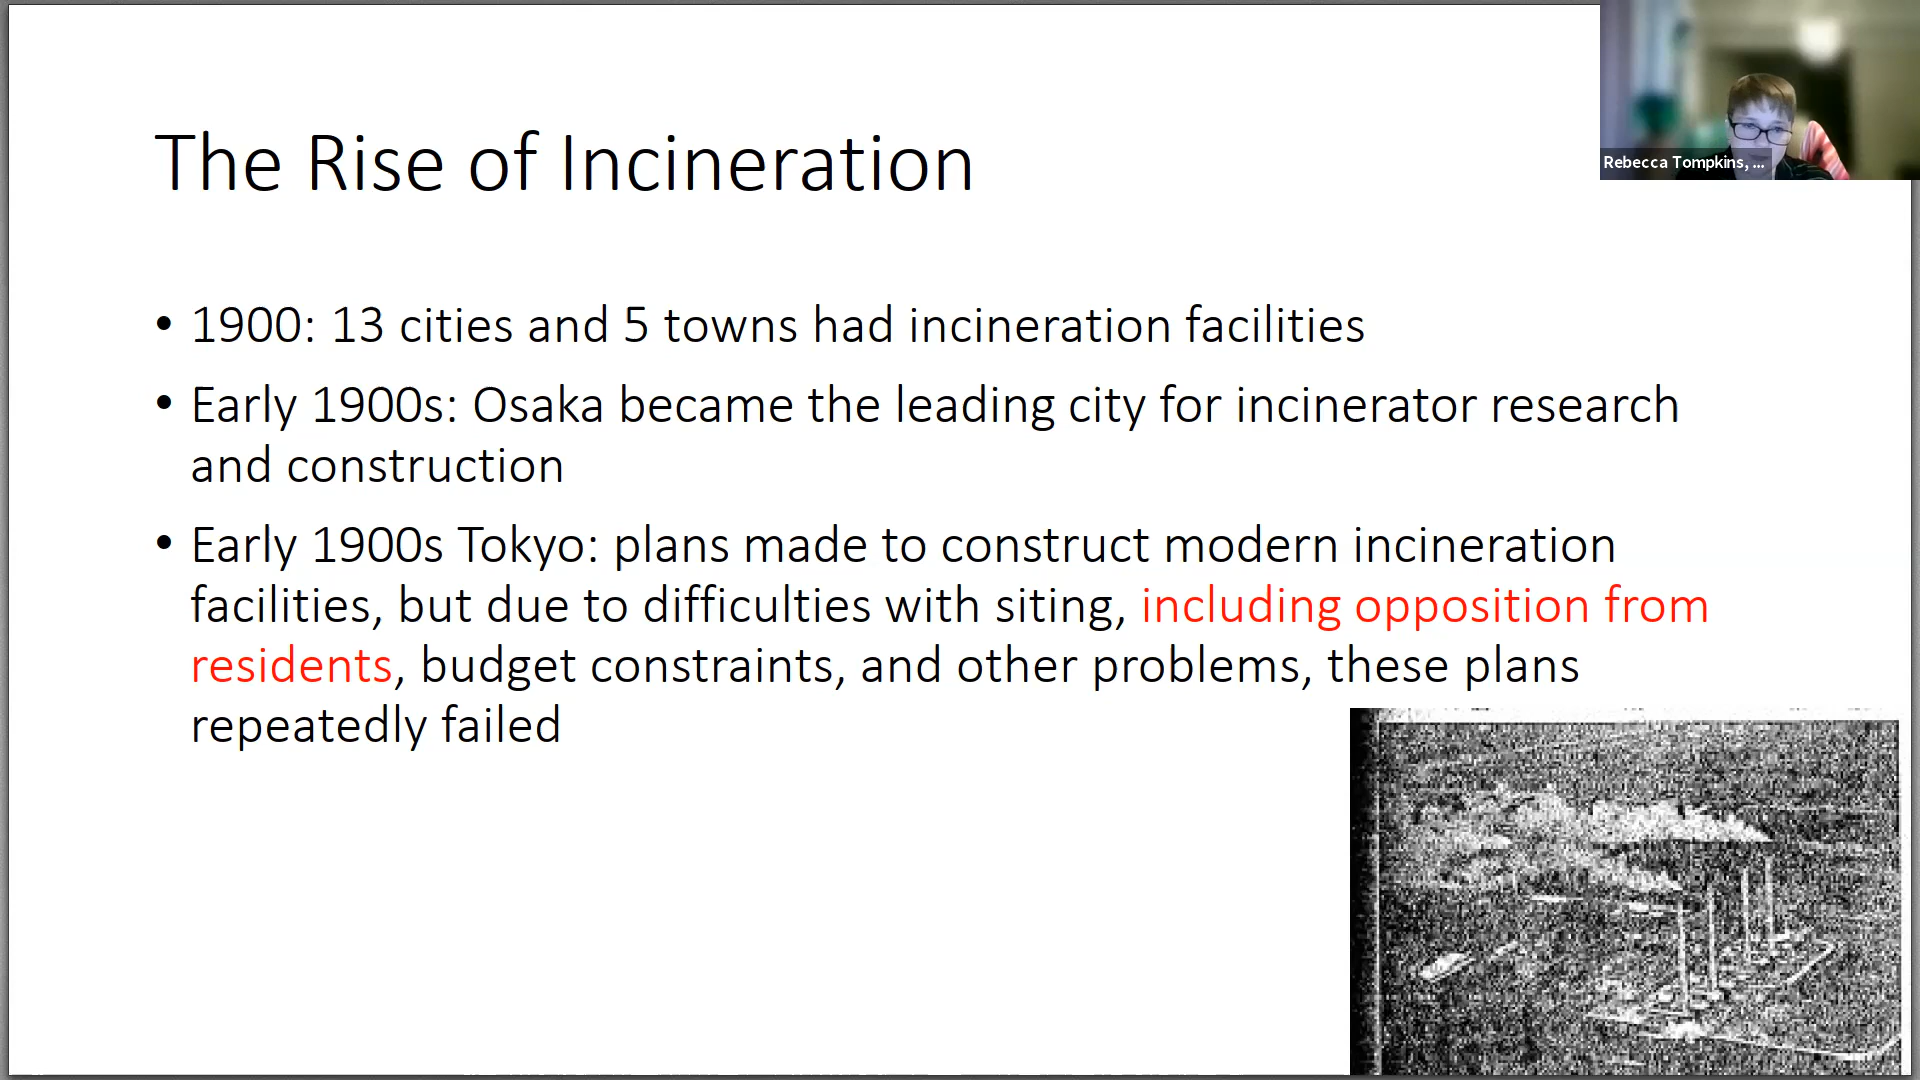 The Rise of Incineration
Rebecca Tompkins, ...
• 1900: 13 cities and 5 towns had incineration facilities
• Early 1900s: Osaka became the leading city for incinerator research
and construction
• Early 1900s Tokyo: plans made to construct modern incineration
facilities, but due to difficulties with siting, including opposition from
residents, budget constraints, and other problems, these plans
repeatedly failed